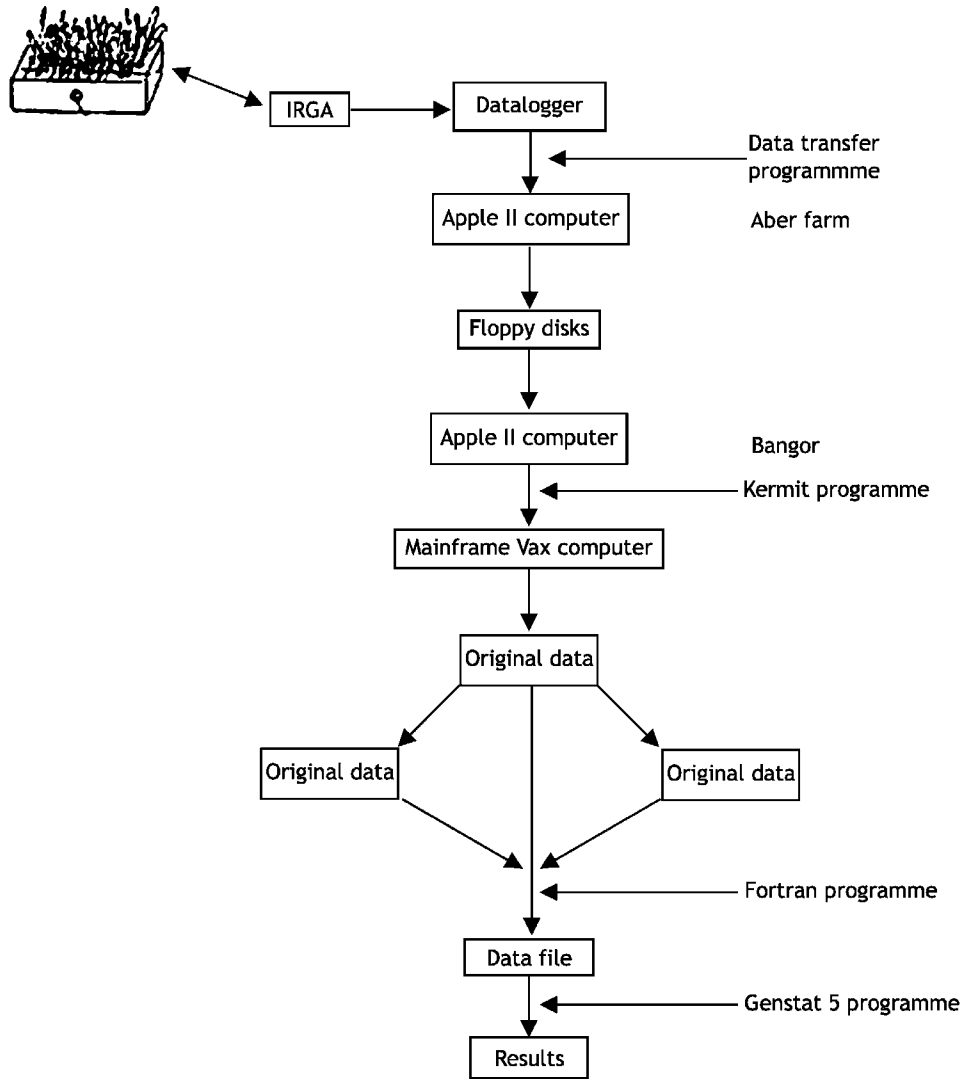 IRGA
Datalogger
Data transfer
programmme
Apple II computer
Aber farm
Floppy disks
Apple II computer
Bangor
Kermit programme
Mainframe Vax computer
Original data
Original data
Original data
Fortran programme
Data file
Genstat 5 programme
Results